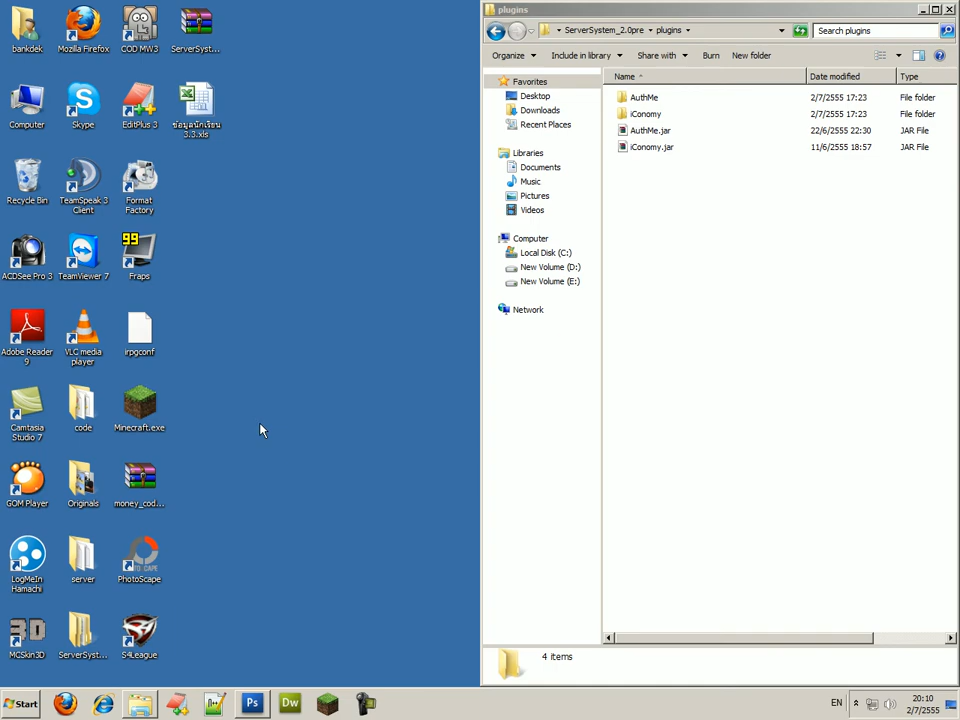 bankdek
Mozilla Firefox
COD MW3
ServerSyst...
Computer
Skype
EditPlus 3
ข้อมูลนักเรียน
3.3.xls
Recycle Bin
TeamSpeak 3
Client
Format
Factory
ACDSee Pro 3
TeamViewer 7
99
Fraps
Adobe Reader
9
VLC media
player
irpgconf
Camtasia
Studio 7
code
Minecraft.exe
GOM Player
Originals
money_cod...
LogMeIn
Hamachi
server
PhotoScape
3D
MCSkin3D
ServerSyst...
S4League
plugins
ServerSystem_2.0pre
plugins
Search plugins
Organize
Include in library
Share with
Burn
New folder
Favorites
Desktop
Downloads
Recent Places
Libraries
Documents
Music
Pictures
Videos
Computer
Local Disk (C:)
New Volume (D:)
New Volume (E:)
Network
Name
Date modified
Type
AuthMe
2/7/2555 17:23
File folder
iConomy
2/7/2555 17:23
File folder
AuthMe.jar
22/6/2555 22:30
JAR File
iConomy.jar
11/6/2555 18:57
JAR File
4 items
Start
Ps
Dw
EN
20:10
2/7/2555